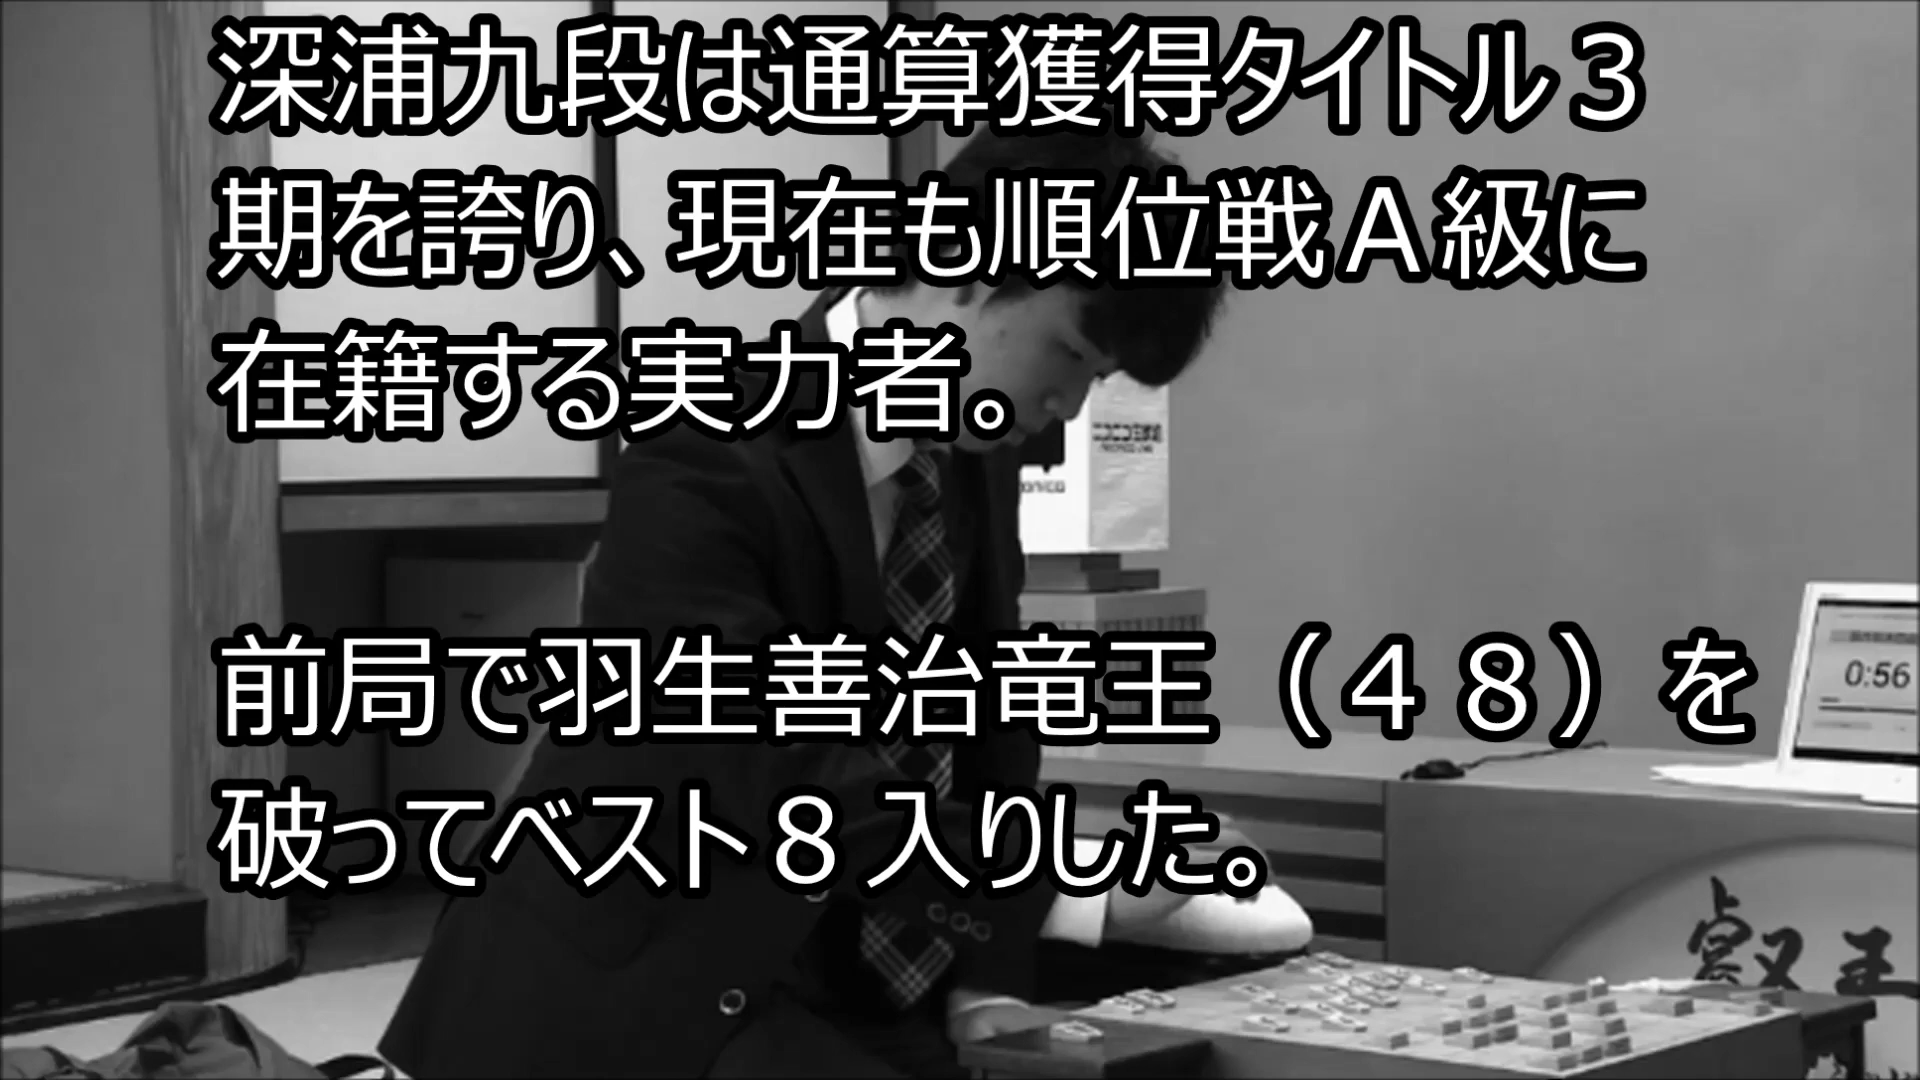 深浦九段は通算獲得タイトル３
期を誇り、現在も順位戦Ａ級に
在籍する実力者。
前局で羽生善治竜王（４８）を
破ってベスト８入りした。
0:56
叡王